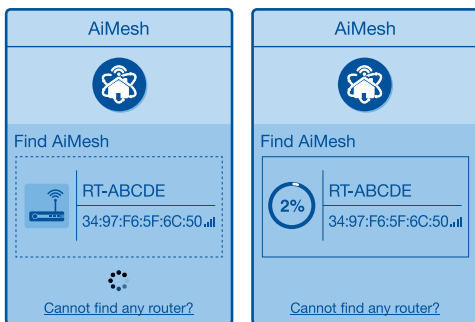 AiMesh
Find AiMesh
RT-ABCDE
34:97:F6:5F:6C:50
Cannot find any router?
AiMesh
Find AiMesh
2%
RT-ABCDE
34:97:F6:5F:6C:50
Cannot find any router?